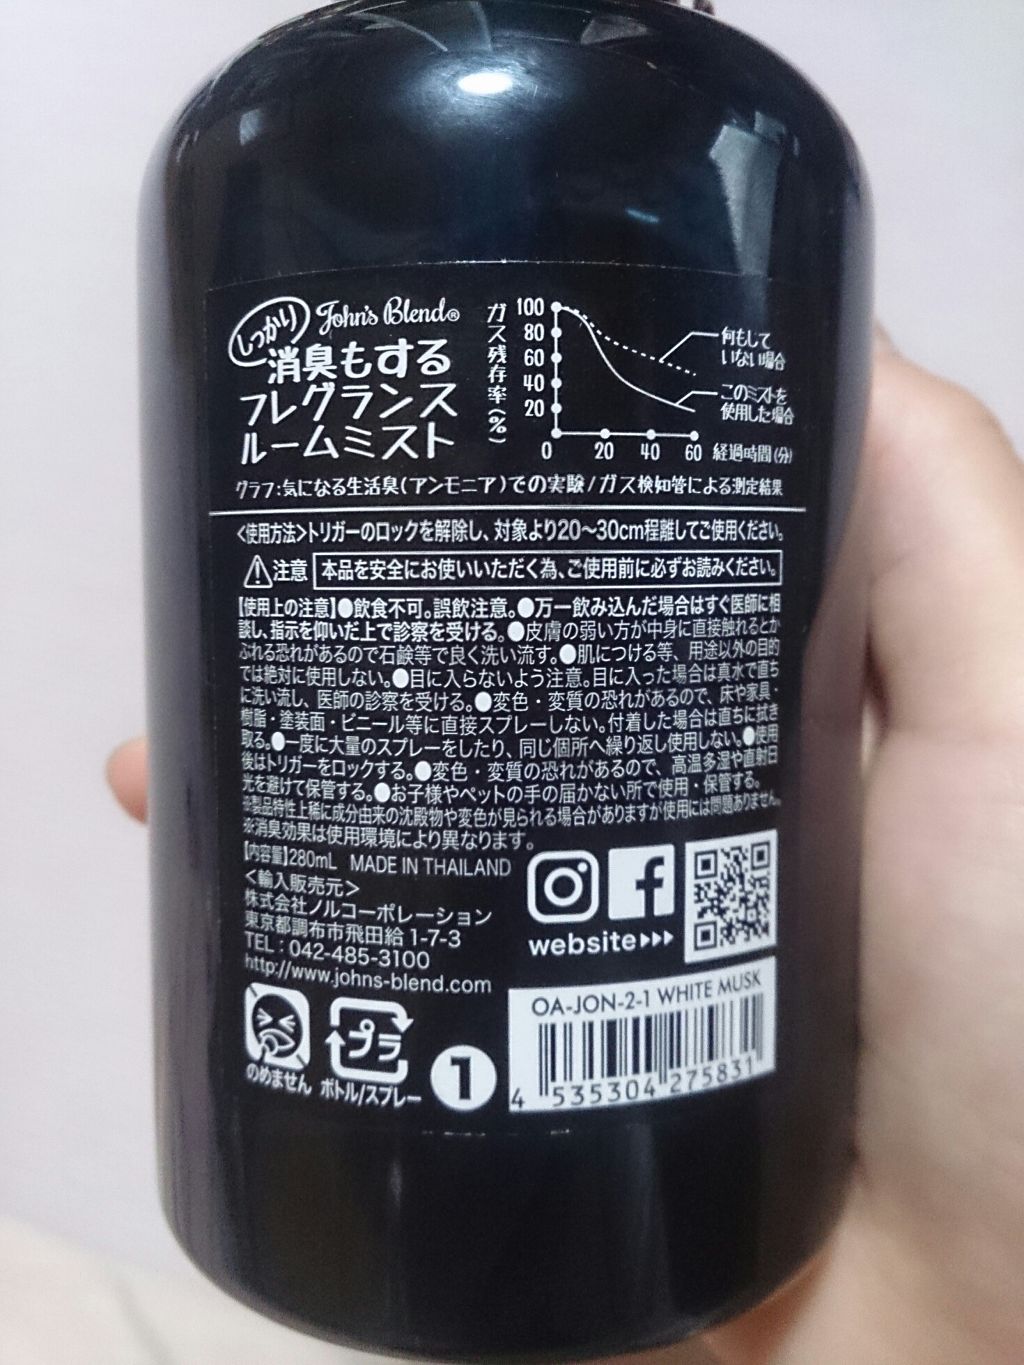 しっかり
John's Blend®
消臭もする
フレグランス
ルームミスト
ガス残存率(%)
100
80
60
40
20
0
20 40 60 経過時間(分)
何もして
いない場合
このミストを
使用した場合
グラフ:気になる生活臭(アンモニア)での実験/ガス検知管による測定結果
<使用方法>トリガーのロックを解除し、対象より20〜30cm程離してご使用ください。
⚠注意 本品を安全にお使いいただく為、ご使用前に必ずお読みください。
【使用上の注意】●飲食不可。誤飲注意。●万一飲み込んだ場合はすぐ医師に相
談し、指示を仰いだ上で診察を受ける。●皮膚の弱い方が中身に直接触れるとか
ぶれる恐れがあるので石鹸等で良く洗い流す。●肌につける等、用途以外の目的
では絶対に使用しない。●目に入らないよう注意。目に入った場合は真水で直ち
に洗い流し、医師の診察を受ける。●変色・変質の恐れがあるので、床や家具・
樹脂・塗装面・ビニール等に直接スプレーしない。付着した場合は直ちに拭き
取る。●一度に大量のスプレーをしたり、同じ個所へ繰り返し使用しない。●使用
後はトリガーをロックする。●変色・変質の恐れがあるので、高温多湿や直射日
光を避けて保管する。●お子様やペットの手の届かない所で使用・保管する。
※製品特性上稀に成分由来の沈殿物や変色が見られる場合がありますが使用には問題ありません。
※消臭効果は使用環境により異なります。
【内容量】280mL MADE IN THAILAND
<輸入販売元>
株式会社ノルコーポレーション
東京都調布市飛田給 1-7-3
TEL : 042-485-3100
http://www.johns-blend.com
website
のめません
プラ
ボトル/スプレー
1
OA-JON-2-1 WHITE MUSK
4 535304 275831